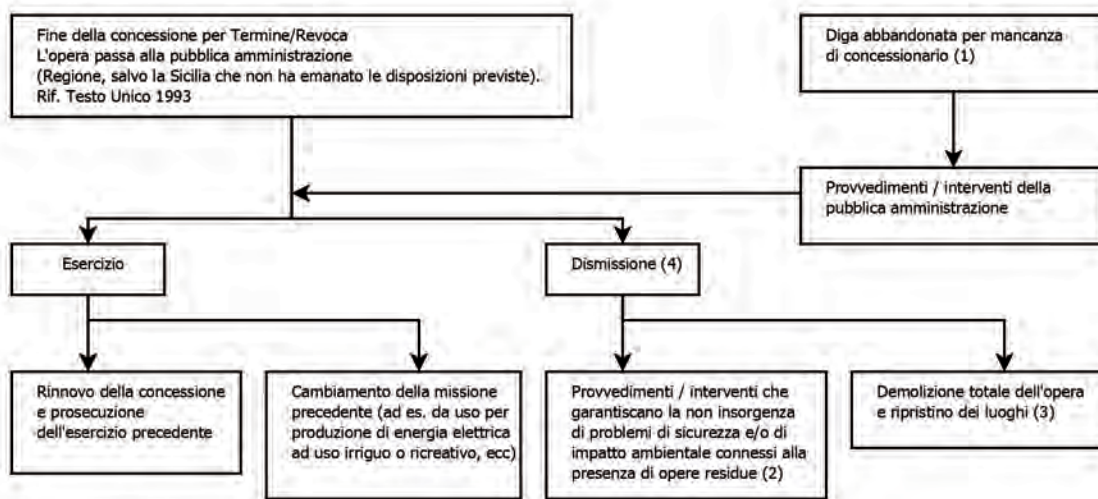 Fine della concessione per Termine/Revoca
L'opera passa alla pubblica amministrazione
(Regione, salvo la Sicilia che non ha emanato le disposizioni previste).
Rif. Testo Unico 1993
Diga abbandonata per mancanza
di concessionario (1)
Provvedimenti / interventi della
pubblica amministrazione
Esercizio
Dismissione (4)
Rinnovo della concessione
e prosecuzione
dell'esercizio precedente
Cambiamento della missione
precedente (ad es. da uso per
produzione di energia elettrica
ad uso irriguo o ricreativo, ecc)
Provvedimenti / interventi che
garantiscano la non insorgenza
di problemi di sicurezza e/o di
impatto ambientale connessi alla
presenza di opere residue (2)
Demolizione totale dell'opera
e ripristino dei luoghi (3)